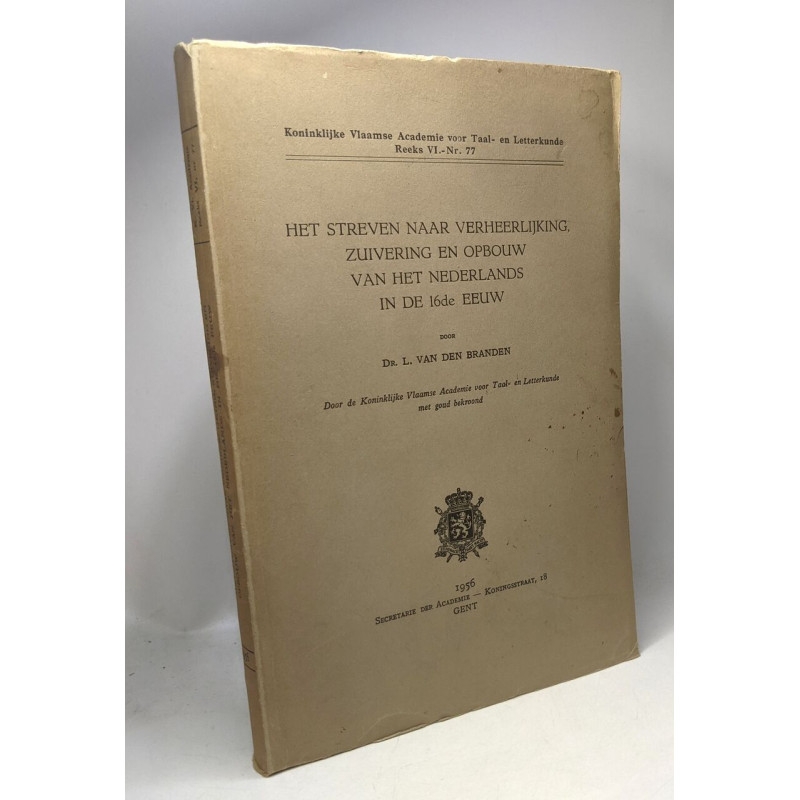 Koninklijke Vlaamse Academie voor Taal- en Letterkunde
Reeks VI.-Nr. 77
HET STREVEN NAAR VERHEERLIJKING,
ZUIVERING EN OPBOUW
VAN HET NEDERLANDS
IN DE 16de EEUW
DOOR
DR. L. VAN DEN BRANDEN
Door de Koninklijke Vlaamse Academie voor Taal- en Letterkunde
met goud bekroond
1956
SECRETARIE DER ACADEMIE — KONINGSSTRAAT, 18
GENT